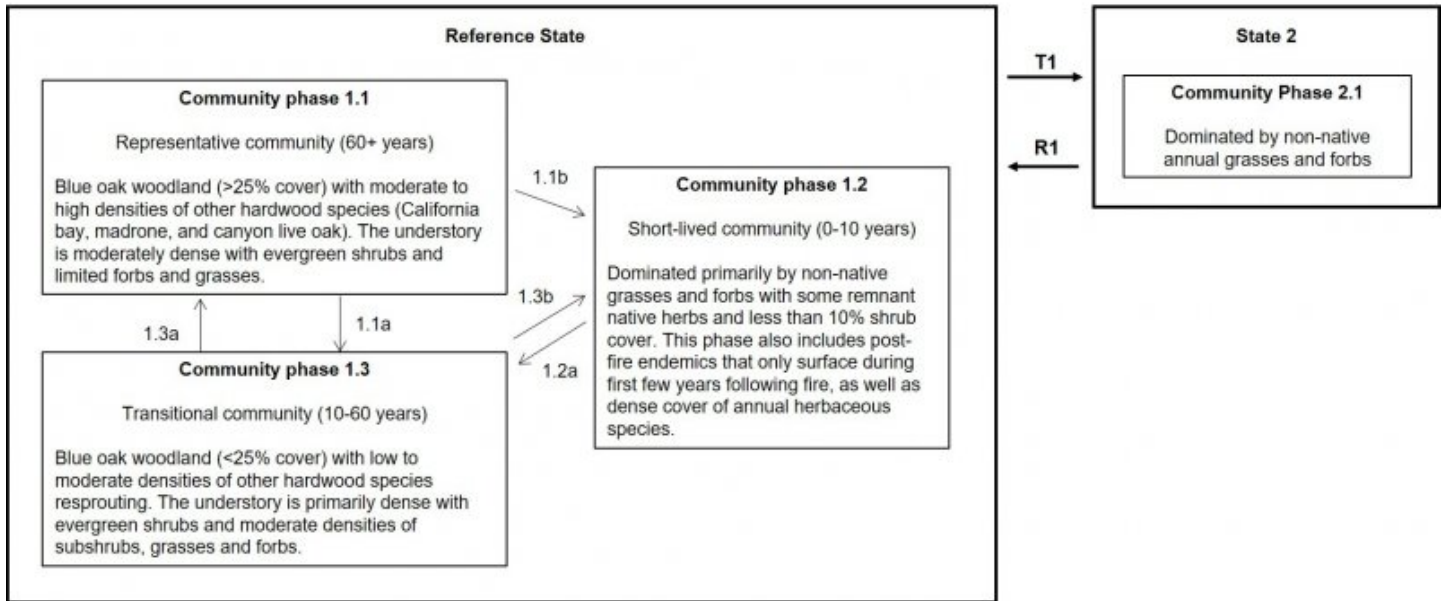 Reference State
Community phase 1.1
Representative community (60+ years)
Blue oak woodland (>25% cover) with moderate to
high densities of other hardwood species (California
bay, madrone, and canyon live oak). The understory
is moderately dense with evergreen shrubs and
limited forbs and grasses.
1.1b
1.3a
1.1a
1.3b
1.2a
Community phase 1.2
Short-lived community (0-10 years)
Dominated primarily by non-native
grasses and forbs with some remnant
native herbs and less than 10% shrub
cover. This phase also includes post-
fire endemics that only surface during
first few years following fire, as well as
dense cover of annual herbaceous
species.
Community phase 1.3
Transitional community (10-60 years)
Blue oak woodland (<25% cover) with low to
moderate densities of other hardwood species
resprouting. The understory is primarily dense with
evergreen shrubs and moderate densities of
subshrubs, grasses and forbs.
T1
R1
State 2
Community Phase 2.1
Dominated by non-native
annual grasses and forbs